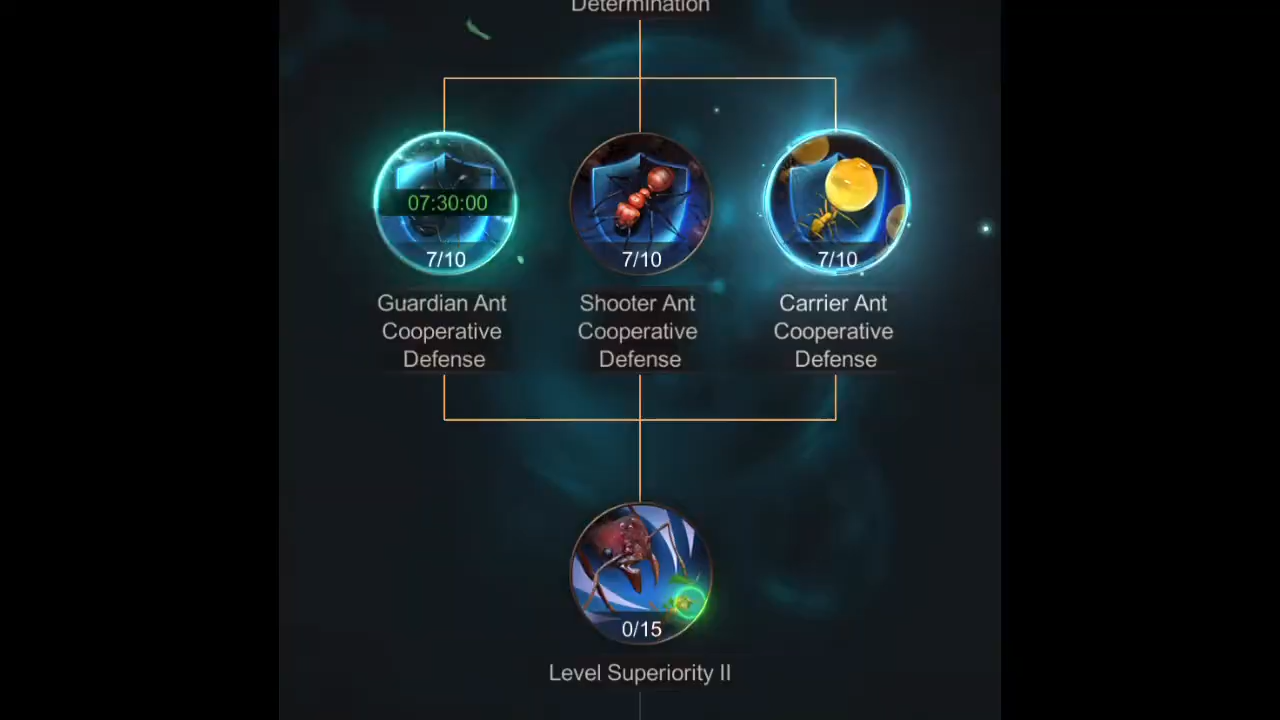 Determination
07:30:00
7/10
7/10
7/10
Guardian Ant
Cooperative
Defense
Shooter Ant
Cooperative
Defense
Carrier Ant
Cooperative
Defense
0/15
Level Superiority II